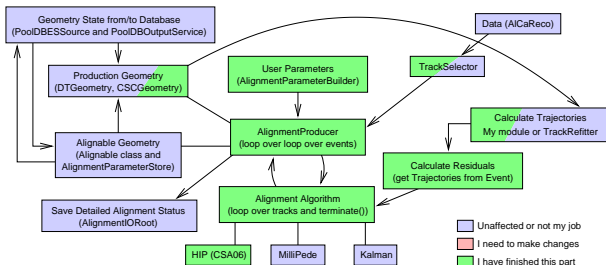 Geometry State from/to Database
(PoolDBESSource and PoolDBOutputService)
Data (AlCaReco)
Production Geometry
(DTGeometry, CSCGeometry)
User Parameters
(AlignmentParameterBuilder)
TrackSelector
Calculate Trajectories
My module or TrackRefitter
Alignable Geometry
(Alignable class and
AlignmentParameterStore)
AlignmentProducer
(loop over loop over events)
Calculate Residuals
(get Trajectories from Event)
Save Detailed Alignment Status
(AlignmentIORoot)
Alignment Algorithm
(loop over tracks and terminate())
HIP (CSA06)
MilliPede
Kalman
Unaffected or not my job
I need to make changes
I have finished this part